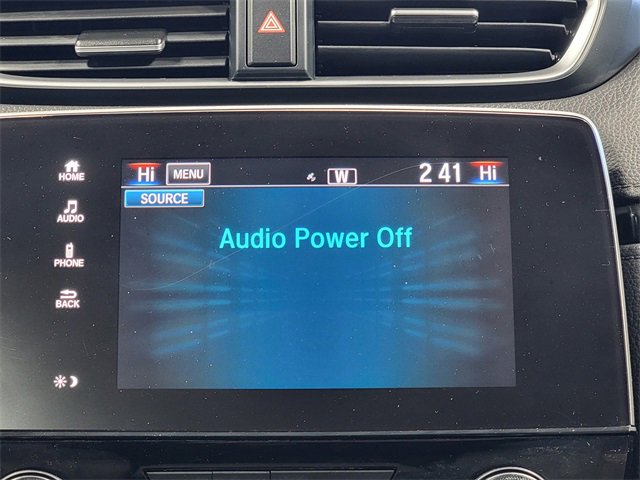 HOME
AUDIO
PHONE
BACK
Hi MENU W 2 41 Hi
SOURCE
Audio Power Off